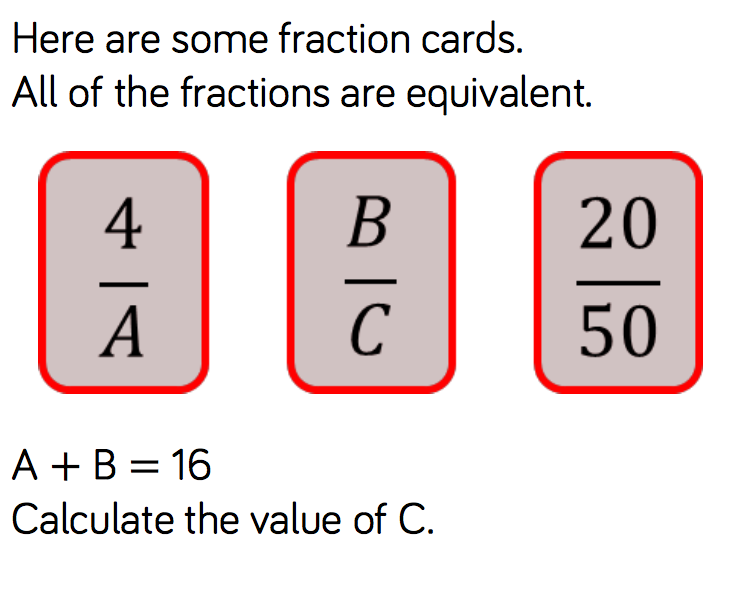 Here are some fraction cards.
All of the fractions are equivalent.
4 B 20
A C 50
A + B = 16
Calculate the value of C.